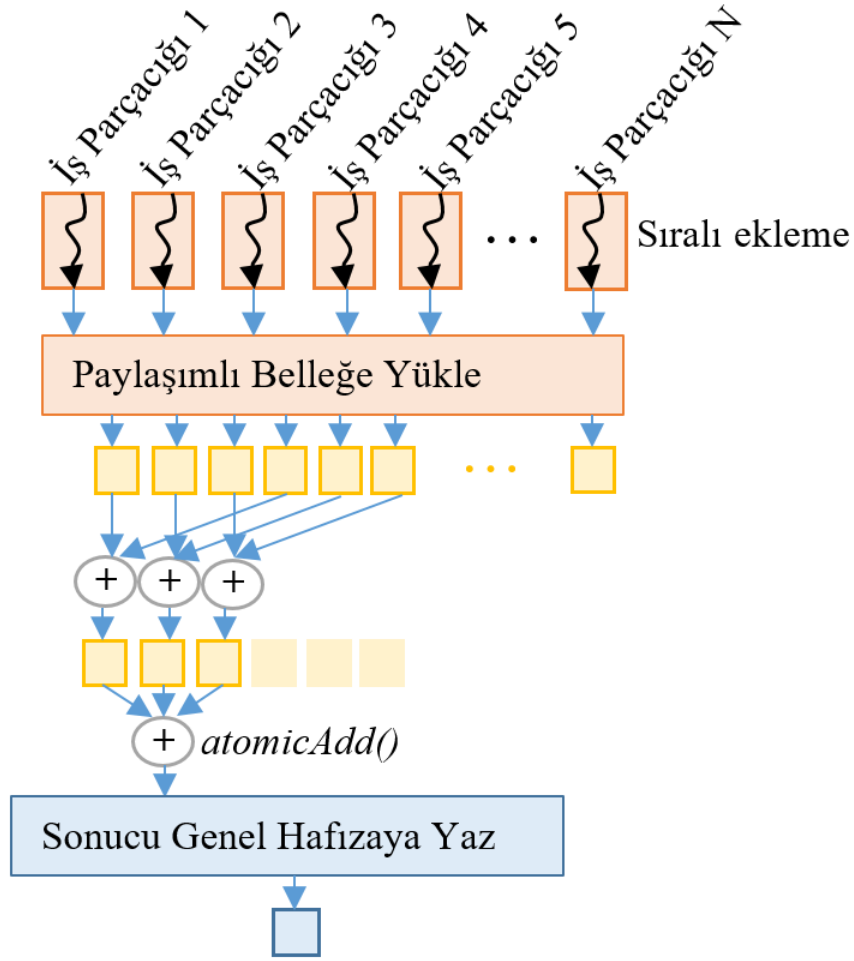 İş Parçacığı 1
İş Parçacığı 2
İş Parçacığı 3
İş Parçacığı 4
İş Parçacığı 5
İş Parçacığı N
...
Sıralı ekleme
Paylaşımlı Belleğe Yükle
...
+
+
+
+
atomicAdd()
Sonucu Genel Hafızaya Yaz